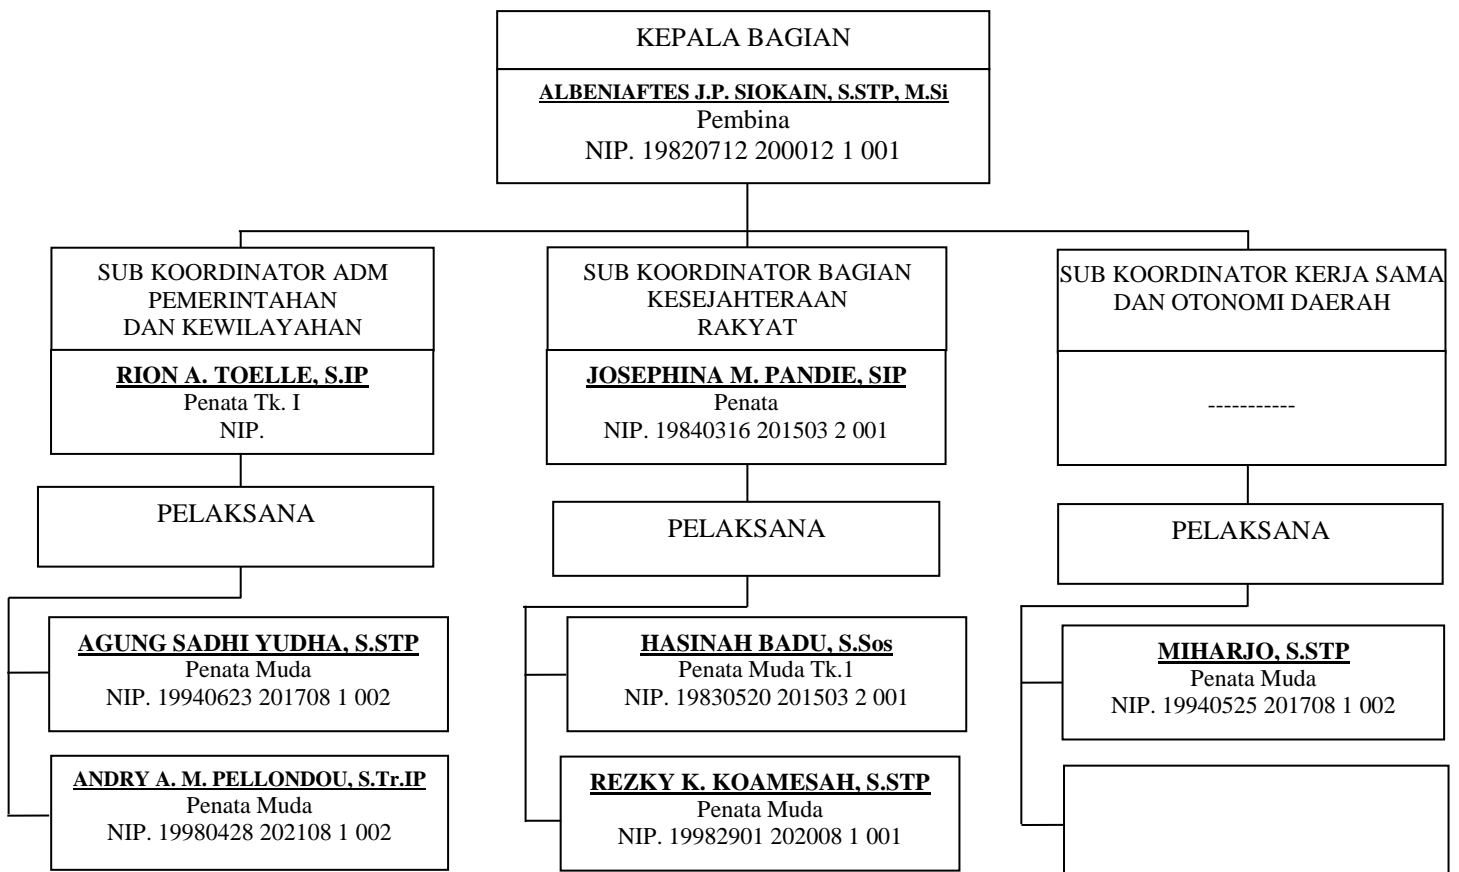 KEPALA BAGIAN
ALBENIAFTES J.P. SIOKAIN, S.STP, M.Si
Pembina
NIP. 19820712 200012 1 001
SUB KOORDINATOR ADM
PEMERINTAHAN
DAN KEWILAYAHAN
RION A. TOELLE, S.IP
Penata Tk. I
NIP.
SUB KOORDINATOR BAGIAN
KESEJAHTERAAN
RAKYAT
JOSEPHINA M. PANDIE, SIP
Penata
NIP. 19840316 201503 2 001
SUB KOORDINATOR KERJA SAMA
DAN OTONOMI DAERAH
-----------
PELAKSANA
PELAKSANA
PELAKSANA
AGUNG SADHI YUDHA, S.STP
Penata Muda
NIP. 19940623 201708 1 002
HASINAH BADU, S.Sos
Penata Muda Tk.1
NIP. 19830520 201503 2 001
MIHARJO, S.STP
Penata Muda
NIP. 19940525 201708 1 002
ANDRY A. M. PELLONDOU, S.Tr.IP
Penata Muda
NIP. 19980428 202108 1 002
REZKY K. KOAMESAH, S.STP
Penata Muda
NIP. 19982901 202008 1 001